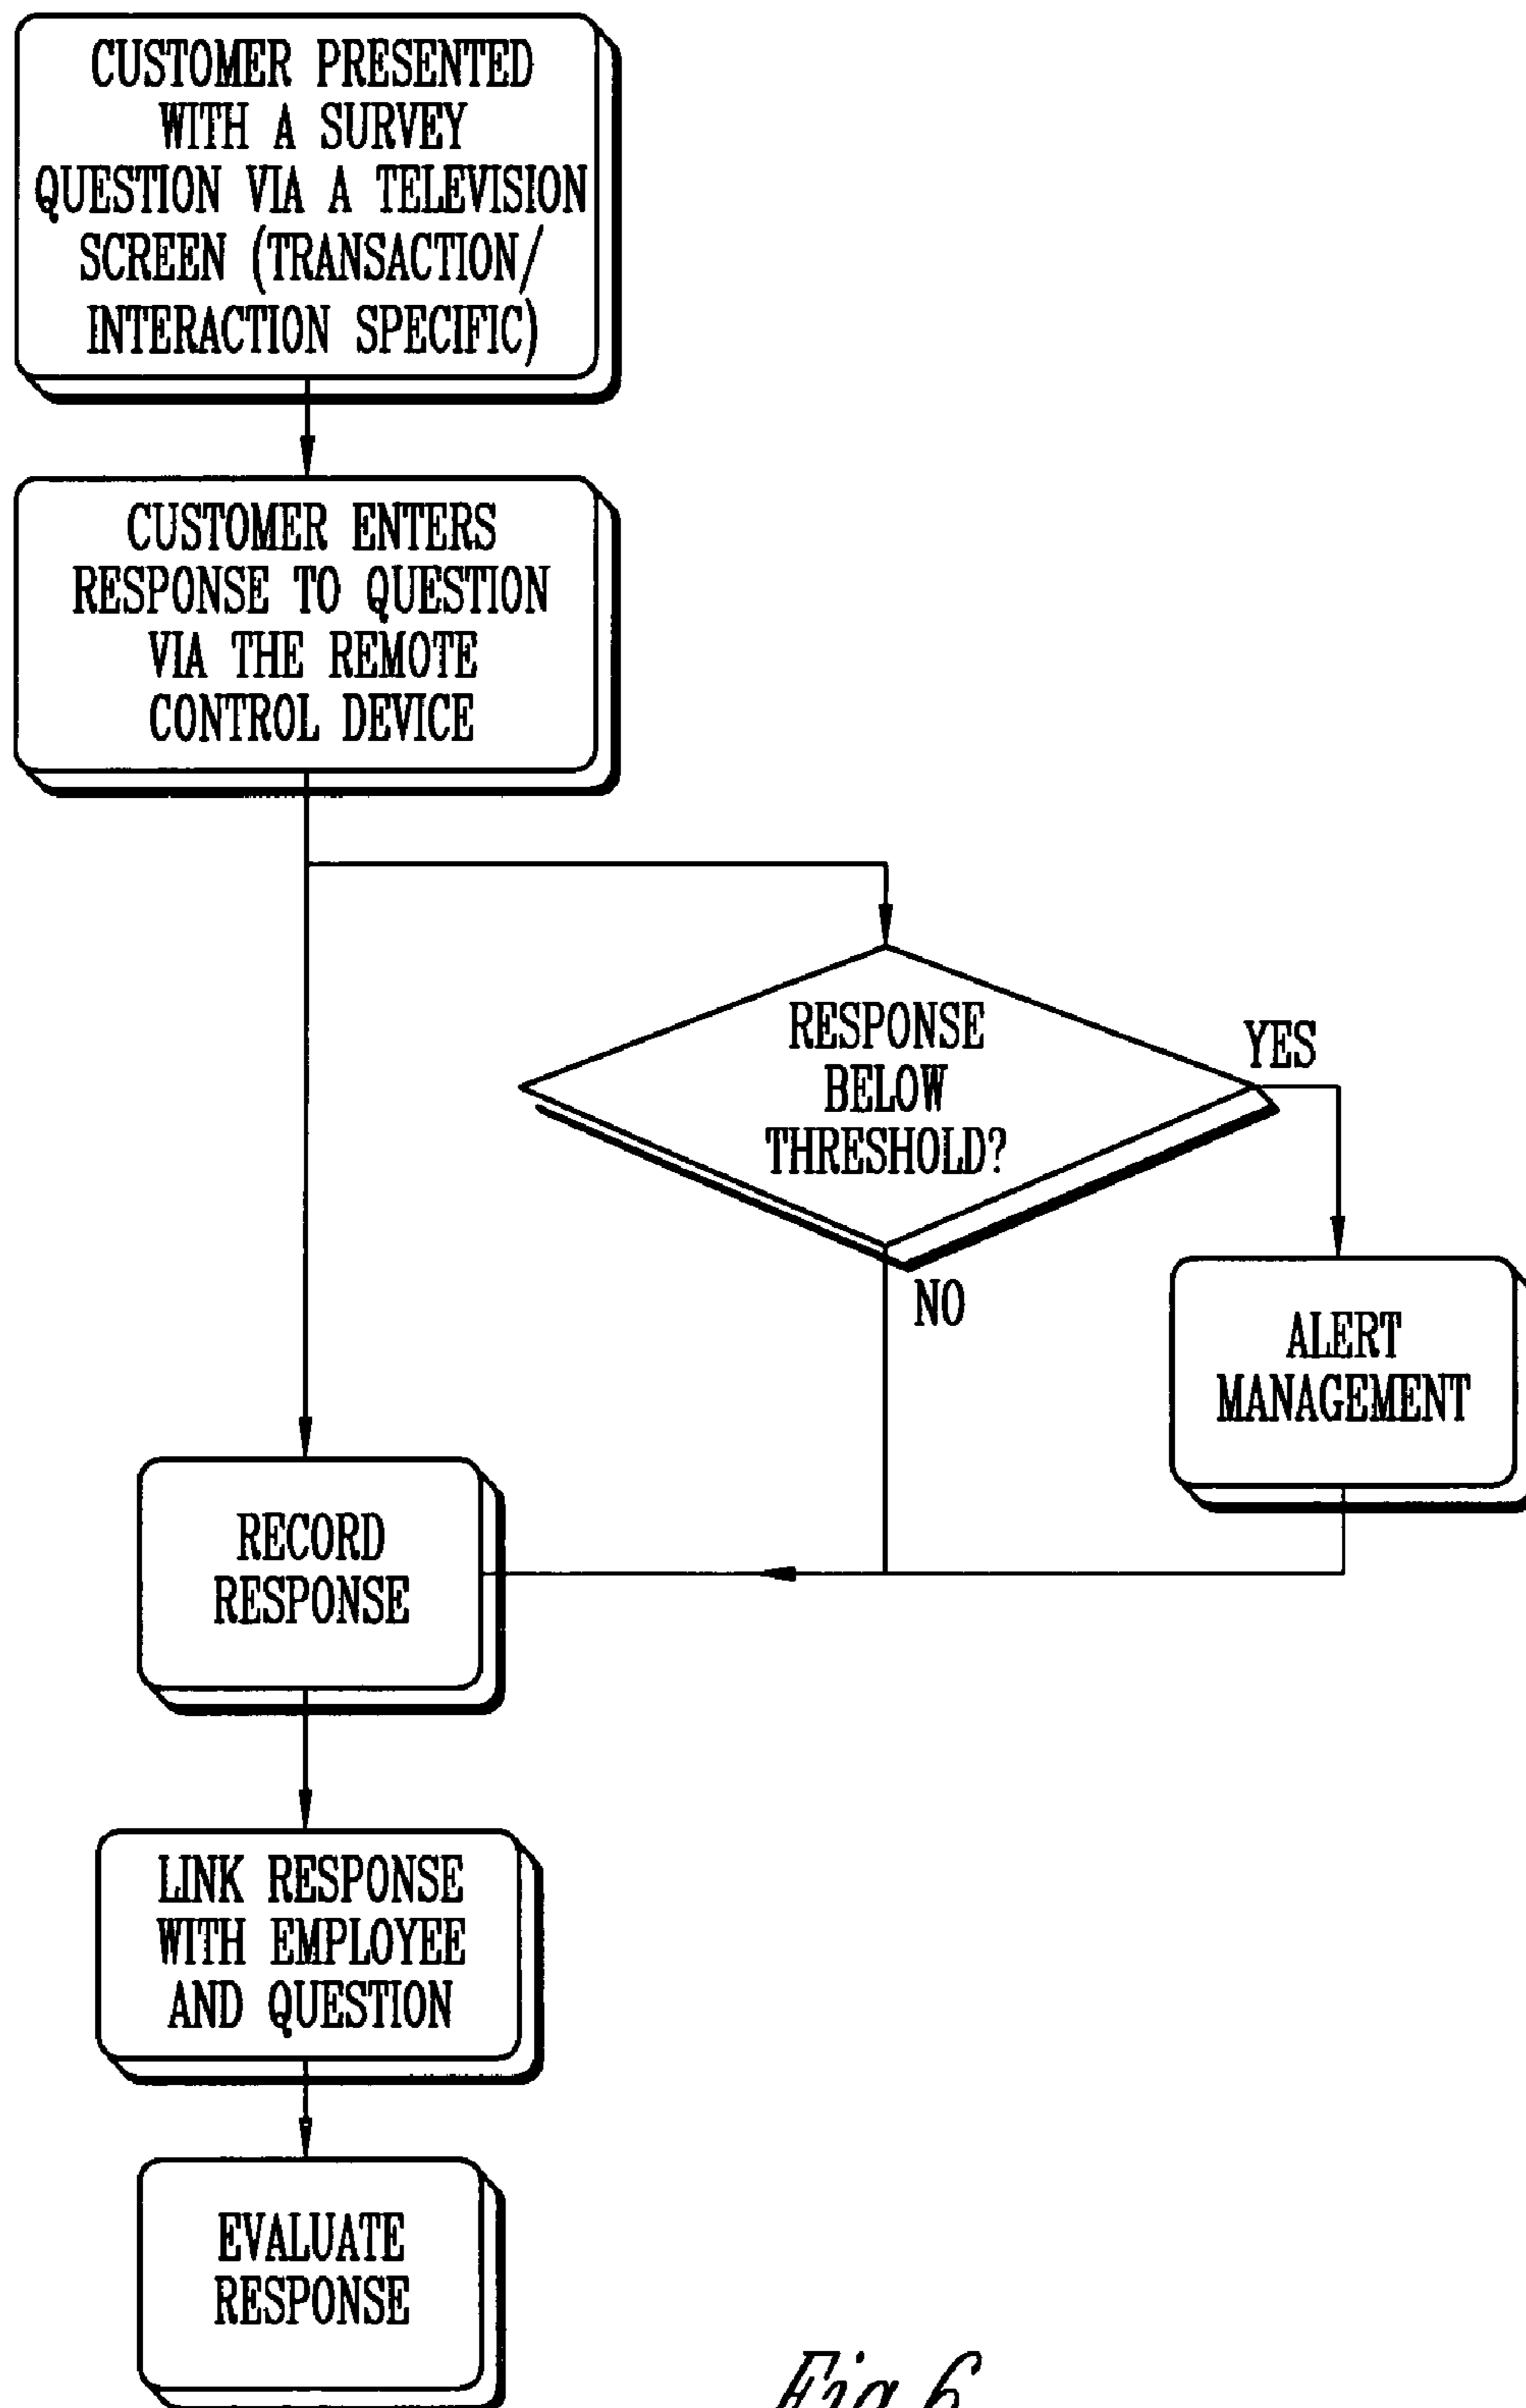 CUSTOMER PRESENTED
WITH A SURVEY
QUESTION VIA A TELEVISION
SCREEN (TRANSACTION/
INTERACTION SPECIFIC)
CUSTOMER ENTERS
RESPONSE TO QUESTION
VIA THE REMOTE
CONTROL DEVICE
RESPONSE
BELOW
THRESHOLD?
YES
NO
ALERT
MANAGEMENT
RECORD
RESPONSE
LINK RESPONSE
WITH EMPLOYEE
AND QUESTION
EVALUATE
RESPONSE
Fig.6